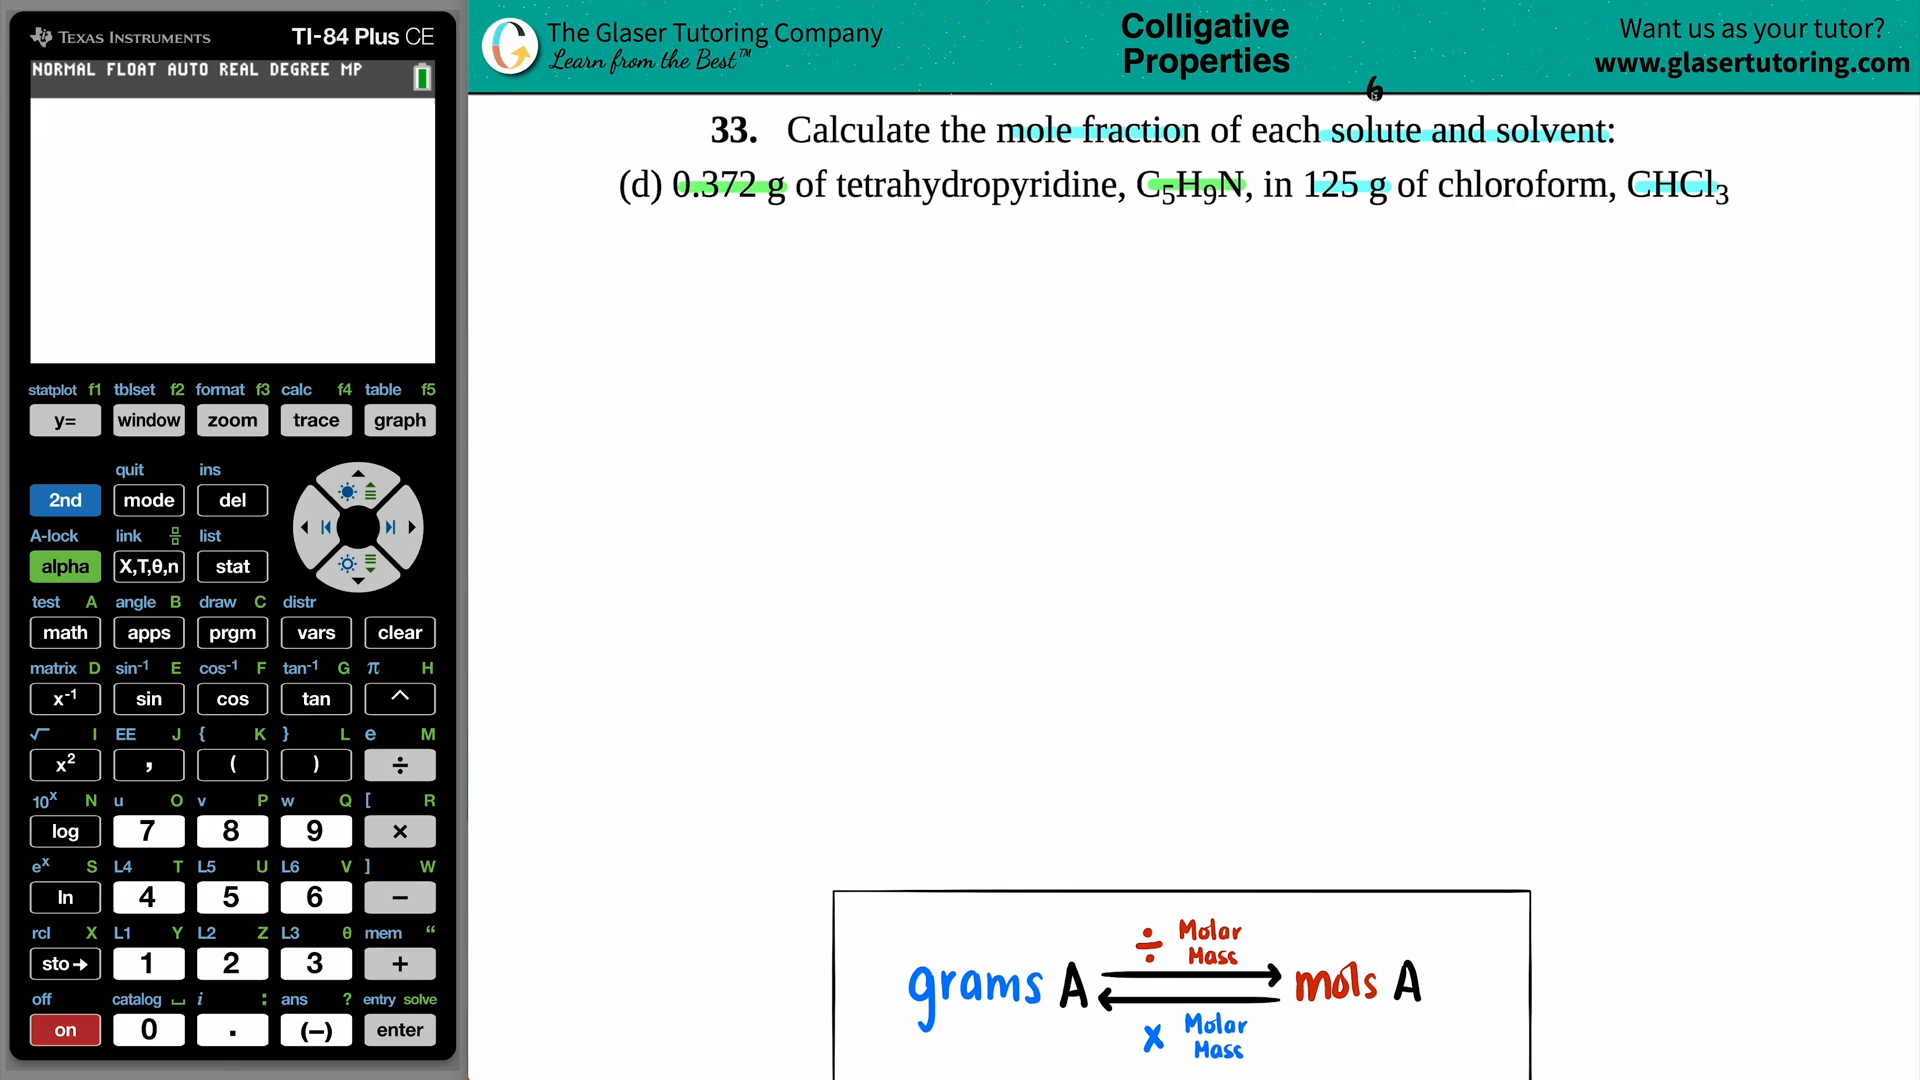 TEXAS INSTRUMENTS TI-84 Plus CE
NORMAL FLOAT AUTO REAL DEGREE MP
statplot f1 tblset f2 format f3 calc f4 table f5
y= window zoom trace graph
quit ins
2nd mode del
A-lock link list
alpha X,T,θ,n stat
test A angle B draw C distr
math apps prgm vars clear
matrix D sin⁻¹ E cos⁻¹ F tan⁻¹ G π H
x⁻¹ sin cos tan ^
√ I EE J { K } L e M
x² , ( ) ÷
10ˣ N u O v P w Q [ R
log 7 8 9 ×
eˣ S L4 T L5 U L6 V ] W
ln 4 5 6 −
rcl X L1 Y L2 Z L3 θ mem “
sto→ 1 2 3 +
off catalog ⎵ i : ans ? entry solve
on 0 . (−) enter
The Glaser Tutoring Company
Learn from the Best™
Colligative
Properties
Want us as your tutor?
www.glasertutoring.com
6
33. Calculate the mole fraction of each solute and solvent:
(d) 0.372 g of tetrahydropyridine, C₅H₉N, in 125 g of chloroform, CHCl₃
÷ Molar
Mass
grams A mols A
x Molar
Mass